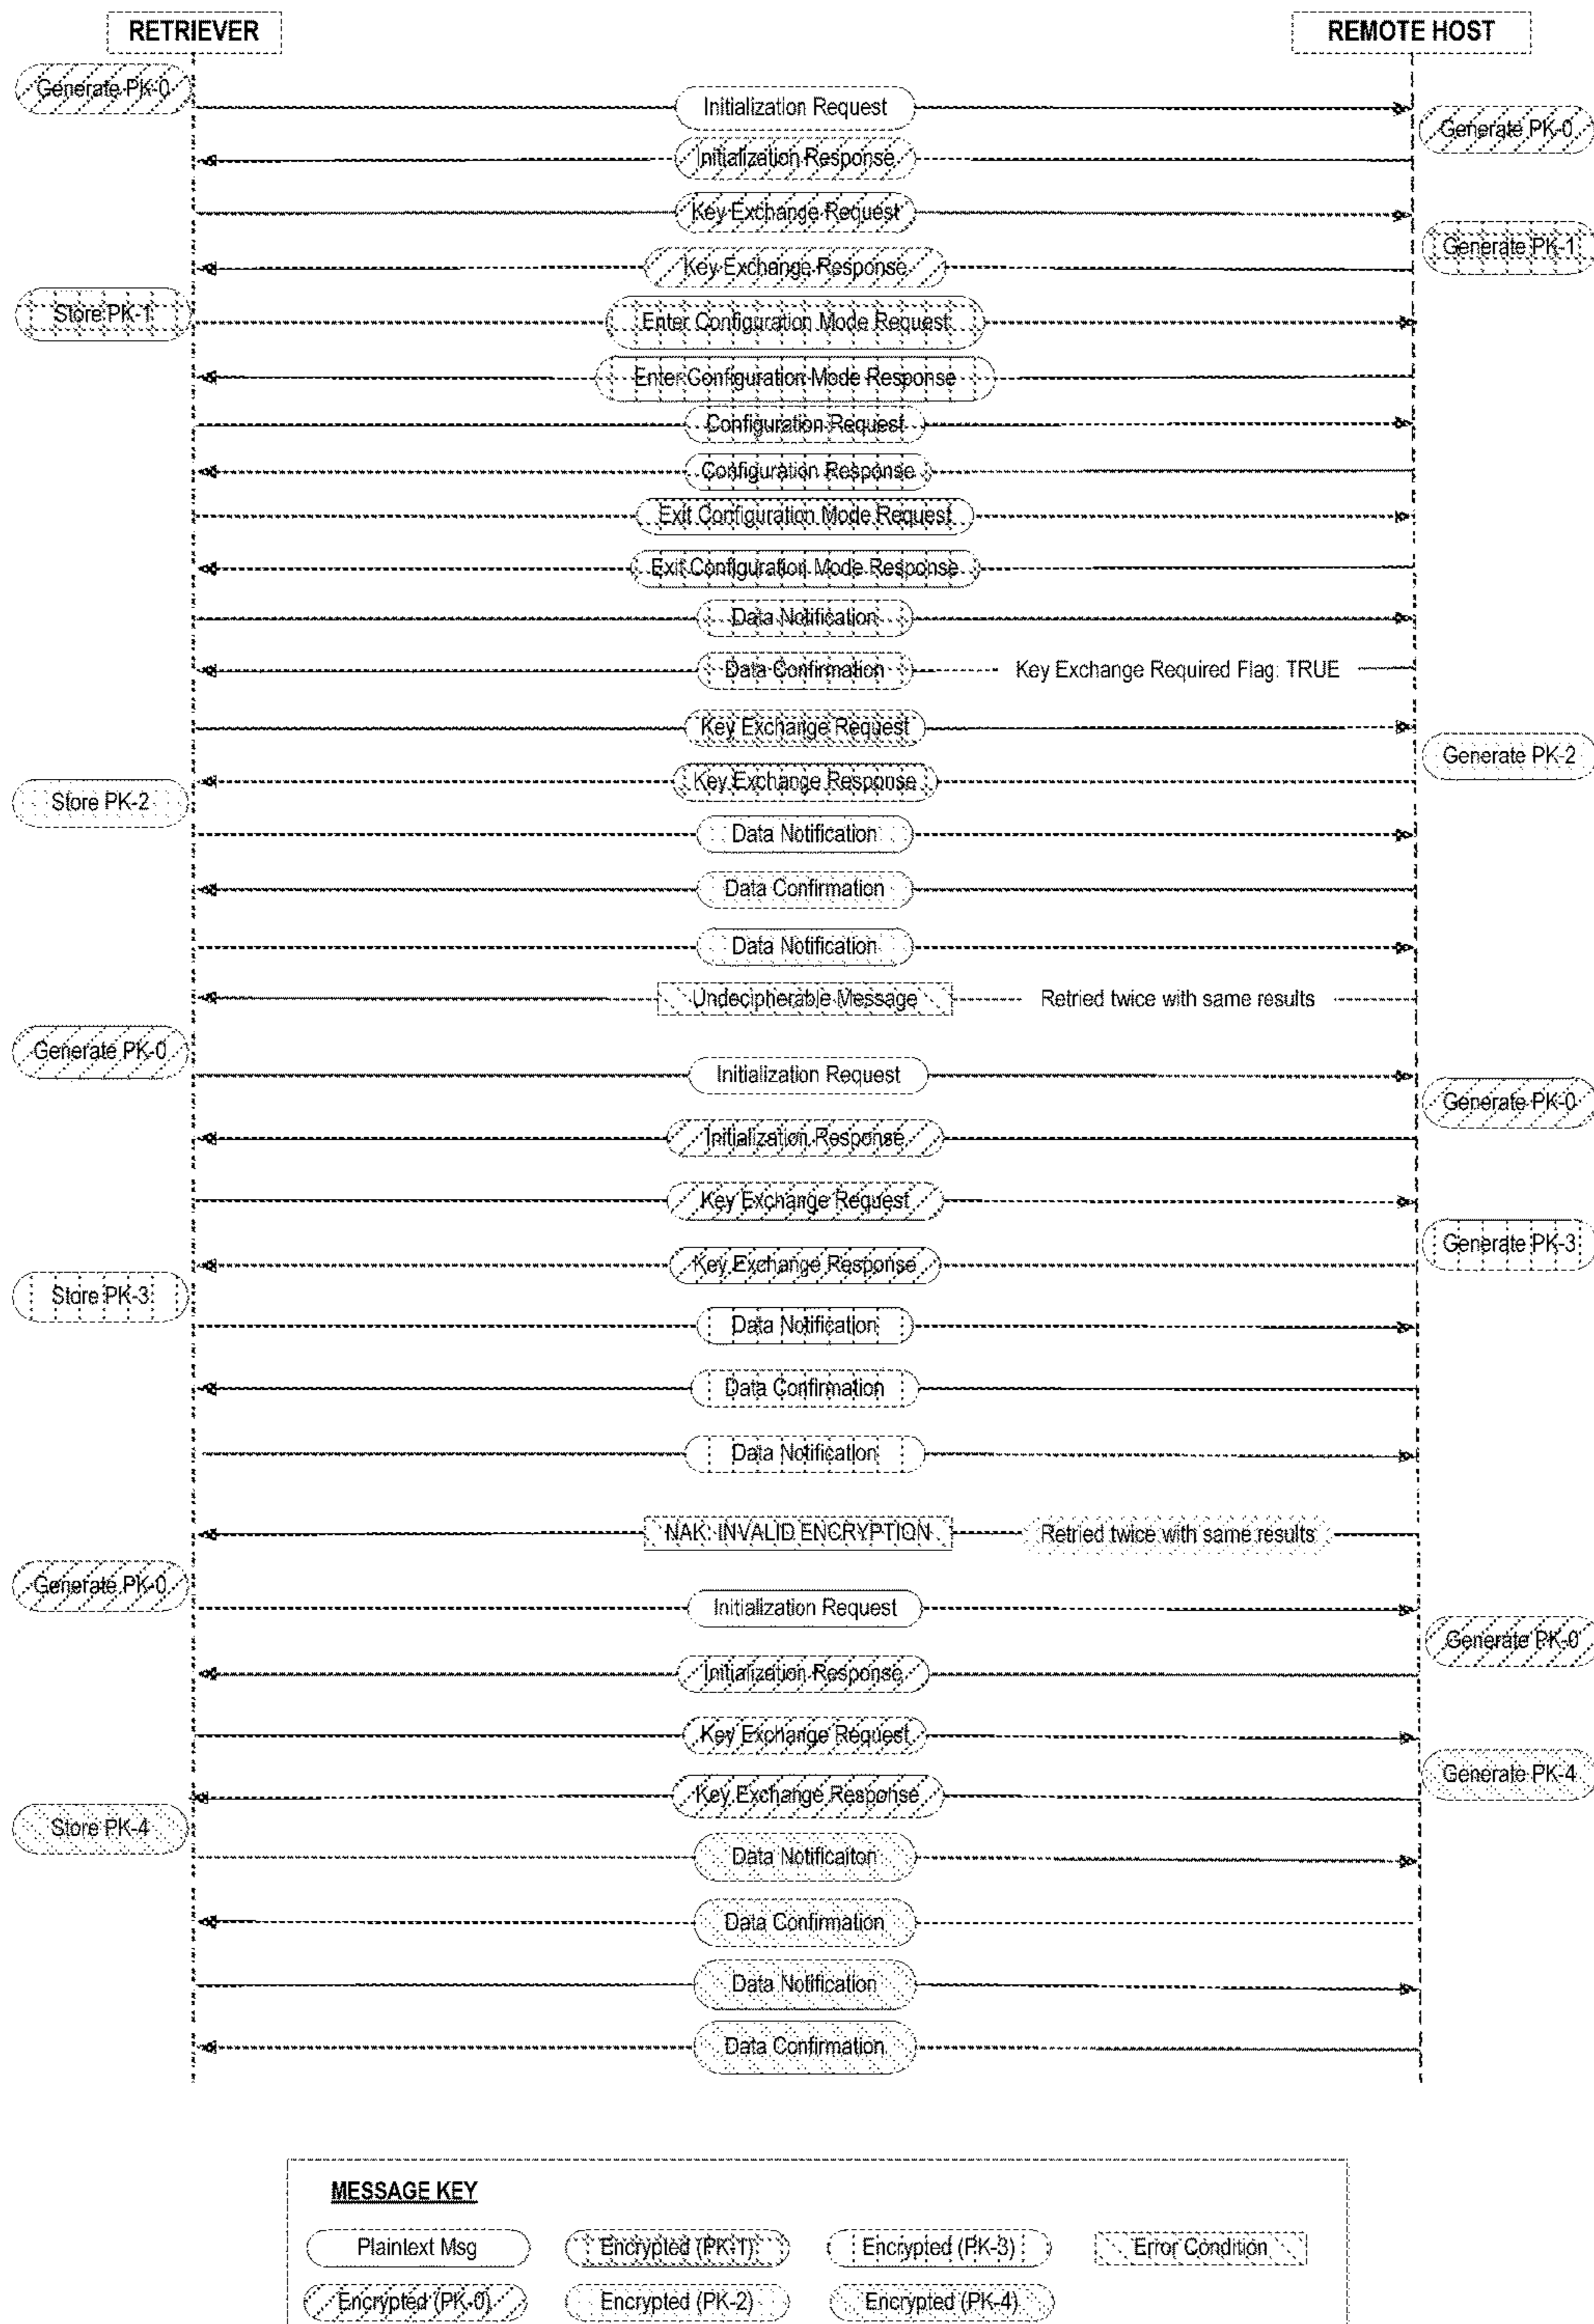 RETRIEVER
REMOTE HOST
Generate PK-0
Initialization Request
Generate PK-0
Initialization Response
Key Exchange Request
Generate PK-1
Key Exchange Response
Store PK-1
Enter Configuration Mode Request
Enter Configuration Mode Response
Configuration Request
Configuration Response
Exit Configuration Mode Request
Exit Configuration Mode Response
Data Notification
Data Confirmation
Key Exchange Required Flag: TRUE
Key Exchange Request
Generate PK-2
Key Exchange Response
Store PK-2
Data Notification
Data Confirmation
Data Notification
Undecipherable Message
Retried twice with same results
Generate PK-0
Initialization Request
Generate PK-0
Initialization Response
Key Exchange Request
Generate PK-3
Key Exchange Response
Store PK-3
Data Notification
Data Confirmation
Data Notification
NAK: INVALID ENCRYPTION
Retried twice with same results
Generate PK-0
Initialization Request
Generate PK-0
Initialization Response
Key Exchange Request
Generate PK-4
Key Exchange Response
Store PK-4
Data Notificaiton
Data Confirmation
Data Notification
Data Confirmation
MESSAGE KEY
Plaintext Msg
Encrypted (PK-1)
Encrypted (PK-3)
Error Condition
Encrypted (PK-0)
Encrypted (PK-2)
Encrypted (PK-4)